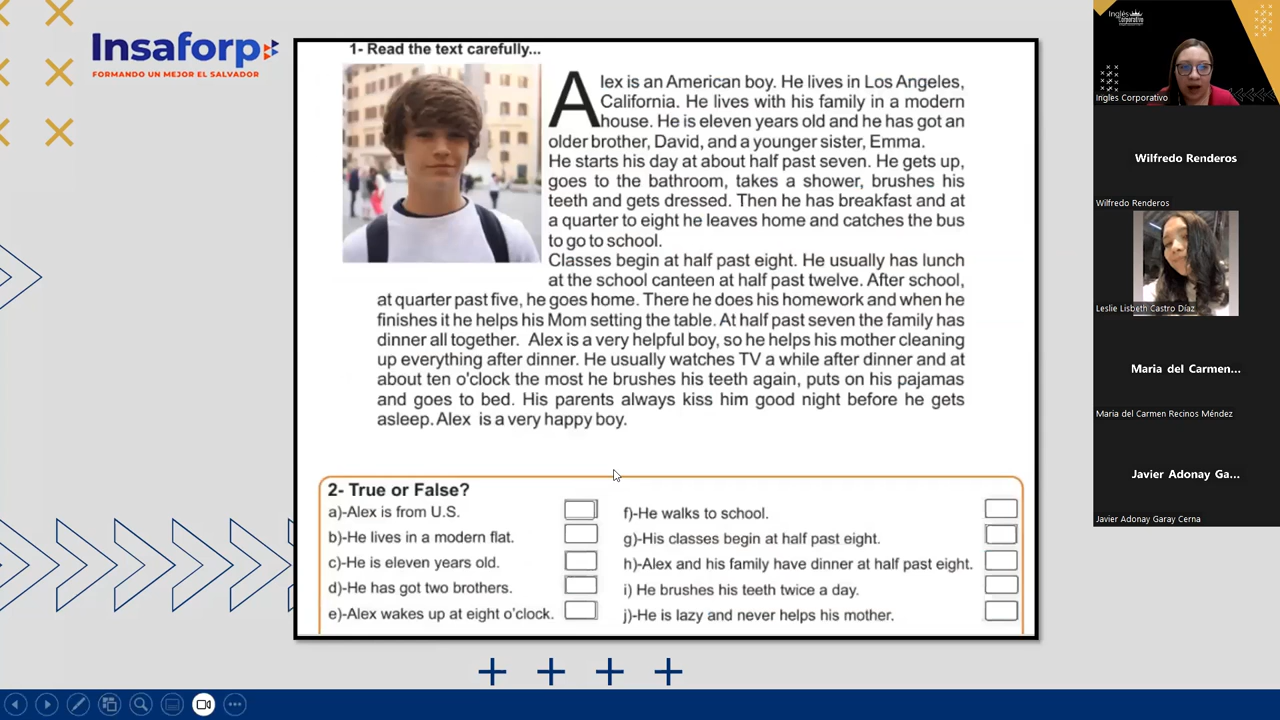 Insaforp
FORMANDO UN MEJOR EL SALVADOR
1- Read the text carefully...
Alex is an American boy. He lives in Los Angeles,
California. He lives with his family in a modern
house. He is eleven years old and he has got an
older brother, David, and a younger sister, Emma.
He starts his day at about half past seven. He gets up,
goes to the bathroom, takes a shower, brushes his
teeth and gets dressed. Then he has breakfast and at
a quarter to eight he leaves home and catches the bus
to go to school.
Classes begin at half past eight. He usually has lunch
at the school canteen at half past twelve. After school,
at quarter past five, he goes home. There he does his homework and when he
finishes it he helps his Mom setting the table. At half past seven the family has
dinner all together. Alex is a very helpful boy, so he helps his mother cleaning
up everything after dinner. He usually watches TV a while after dinner and at
about ten o'clock the most he brushes his teeth again, puts on his pajamas
and goes to bed. His parents always kiss him good night before he gets
asleep. Alex is a very happy boy.
2- True or False?
a)-Alex is from U.S.
b)-He lives in a modern flat.
c)-He is eleven years old.
d)-He has got two brothers.
e)-Alex wakes up at eight o'clock.
f)-He walks to school.
g)-His classes begin at half past eight.
h)-Alex and his family have dinner at half past eight.
i) He brushes his teeth twice a day.
j)-He is lazy and never helps his mother.
Inglés
Corporativo
Ingles Corporativo
Wilfredo Renderos
Wilfredo Renderos
Leslie Lisbeth Castro Díaz
Maria del Carmen...
Maria del Carmen Recinos Méndez
Javier Adonay Ga...
Javier Adonay Garay Cerna